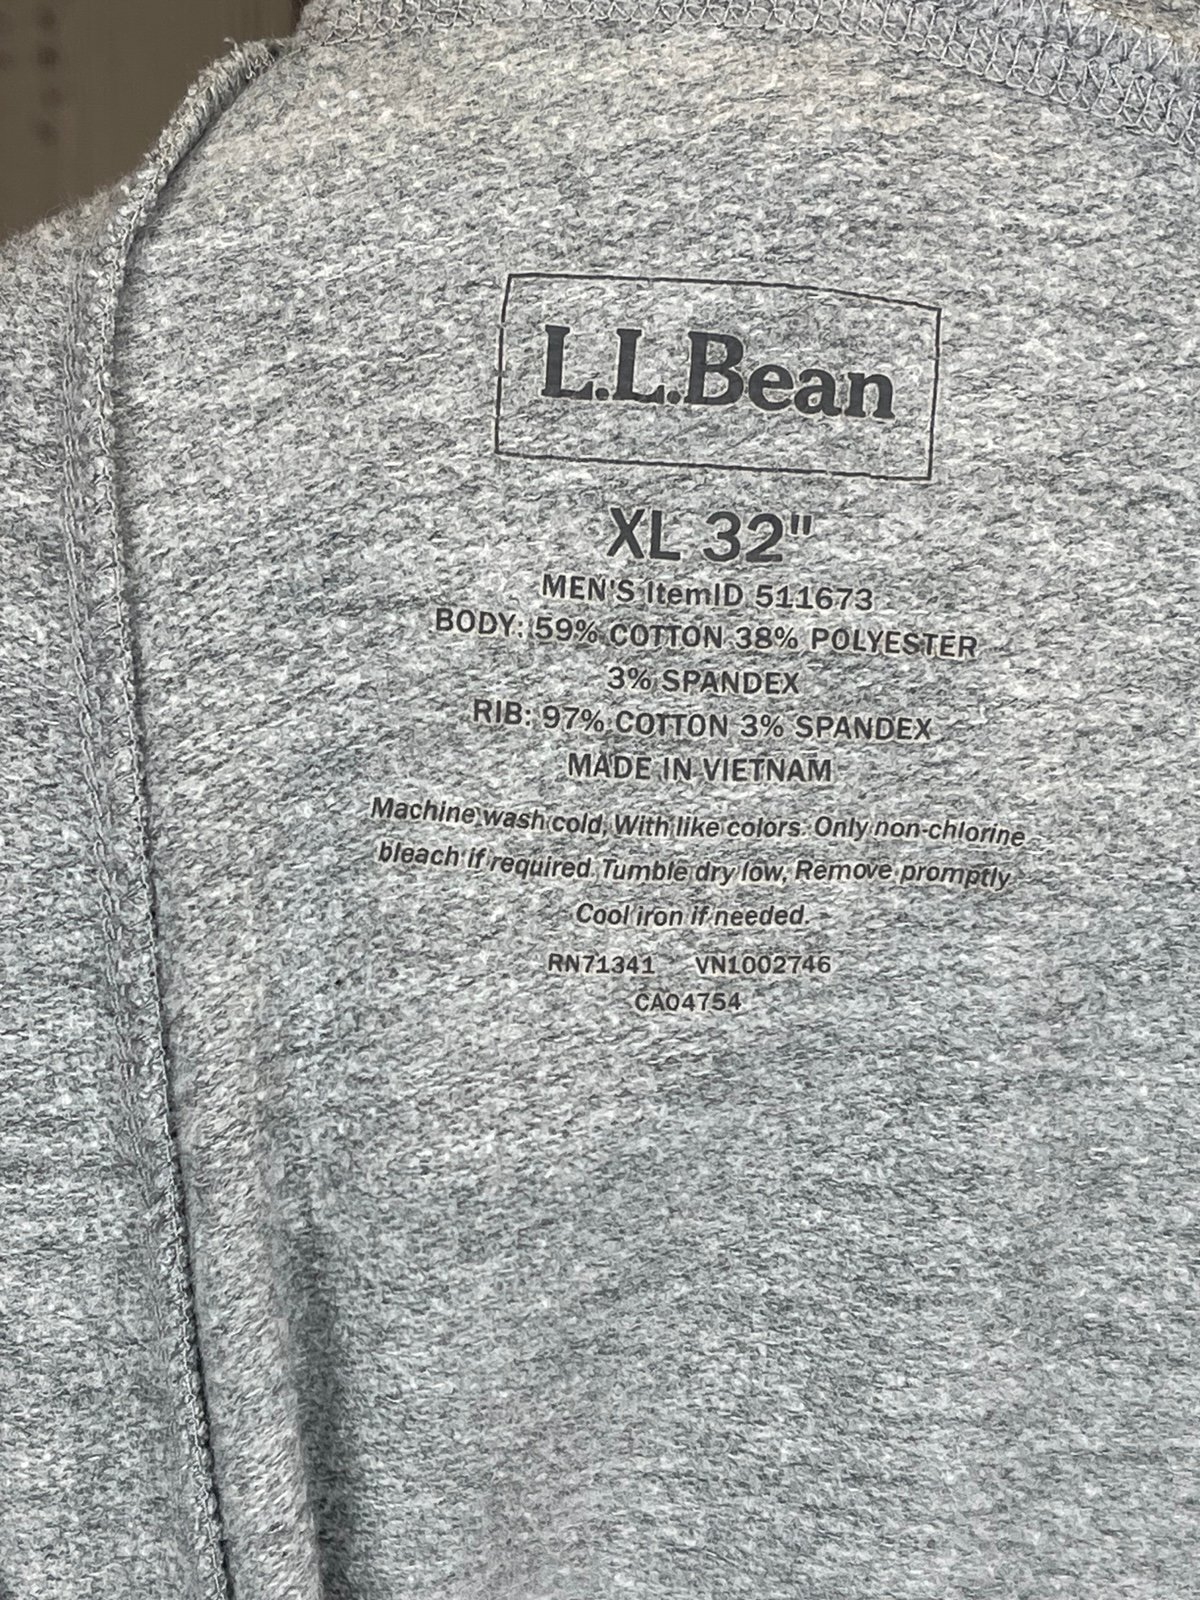 L.L.Bean
XL 32"
MEN'S ItemID 511673
BODY: 59% COTTON 38% POLYESTER
3% SPANDEX
RIB: 97% COTTON 3% SPANDEX
MADE IN VIETNAM
Machine wash cold, With like colors. Only non-chlorine
bleach if required. Tumble dry low, Remove promptly
Cool iron if needed.
RN71341 VN1002746
CA04754